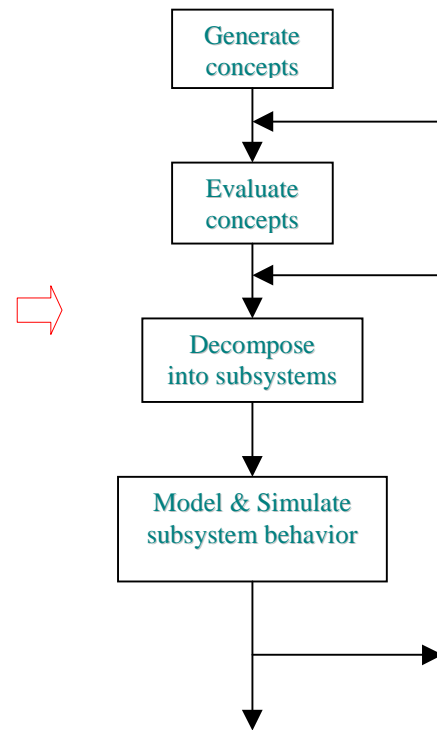 Generate
concepts
Evaluate
concepts
Decompose
into subsystems
Model & Simulate
subsystem behavior